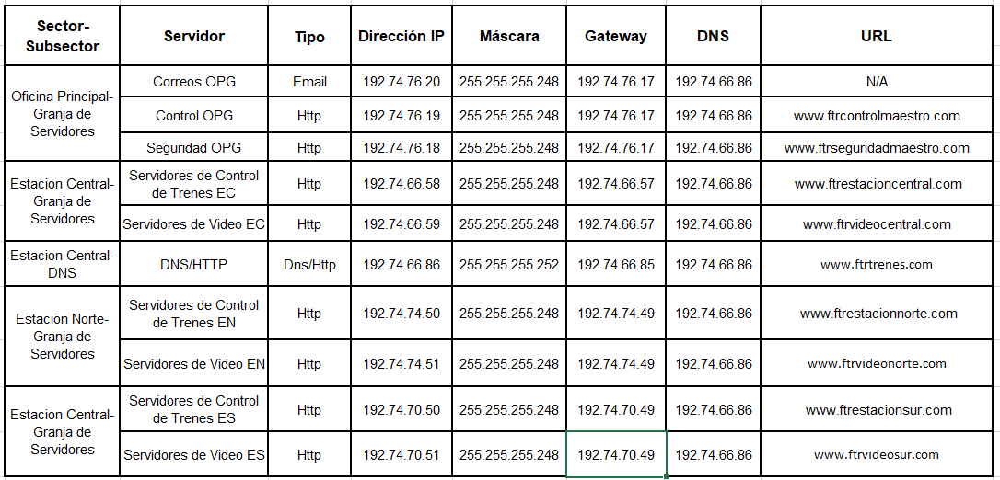 Sector-
Subsector
Servidor
Tipo
Dirección IP
Máscara
Gateway
DNS
URL
Oficina Principal-
Granja de
Servidores
Correos OPG
Email
192.74.76.20
255.255.255.248
192.74.76.17
192.74.66.86
N/A
Control OPG
Http
192.74.76.19
255.255.255.248
192.74.76.17
192.74.66.86
www.ftrcontrolmaestro.com
Seguridad OPG
Http
192.74.76.18
255.255.255.248
192.74.76.17
192.74.66.86
www.ftrseguridadmaestro.com
Estacion Central-
Granja de
Servidores
Servidores de Control
de Trenes EC
Http
192.74.66.58
255.255.255.248
192.74.66.57
192.74.66.86
www.ftrestacioncentral.com
Servidores de Video EC
Http
192.74.66.59
255.255.255.248
192.74.66.57
192.74.66.86
www.ftrvideocentral.com
Estacion Central-
DNS
DNS/HTTP
Dns/Http
192.74.66.86
255.255.255.252
192.74.66.85
192.74.66.86
www.ftrtrenes.com
Estacion Norte-
Granja de
Servidores
Servidores de Control
de Trenes EN
Http
192.74.74.50
255.255.255.248
192.74.74.49
192.74.66.86
www.ftrestacionnorte.com
Servidores de Video EN
Http
192.74.74.51
255.255.255.248
192.74.74.49
192.74.66.86
www.ftrvideonorte.com
Estacion Central-
Granja de
Servidores
Servidores de Control
de Trenes ES
Http
192.74.70.50
255.255.255.248
192.74.70.49
192.74.66.86
www.ftrestacionsur.com
Servidores de Video ES
Http
192.74.70.51
255.255.255.248
192.74.70.49
192.74.66.86
www.ftrvideosur.com